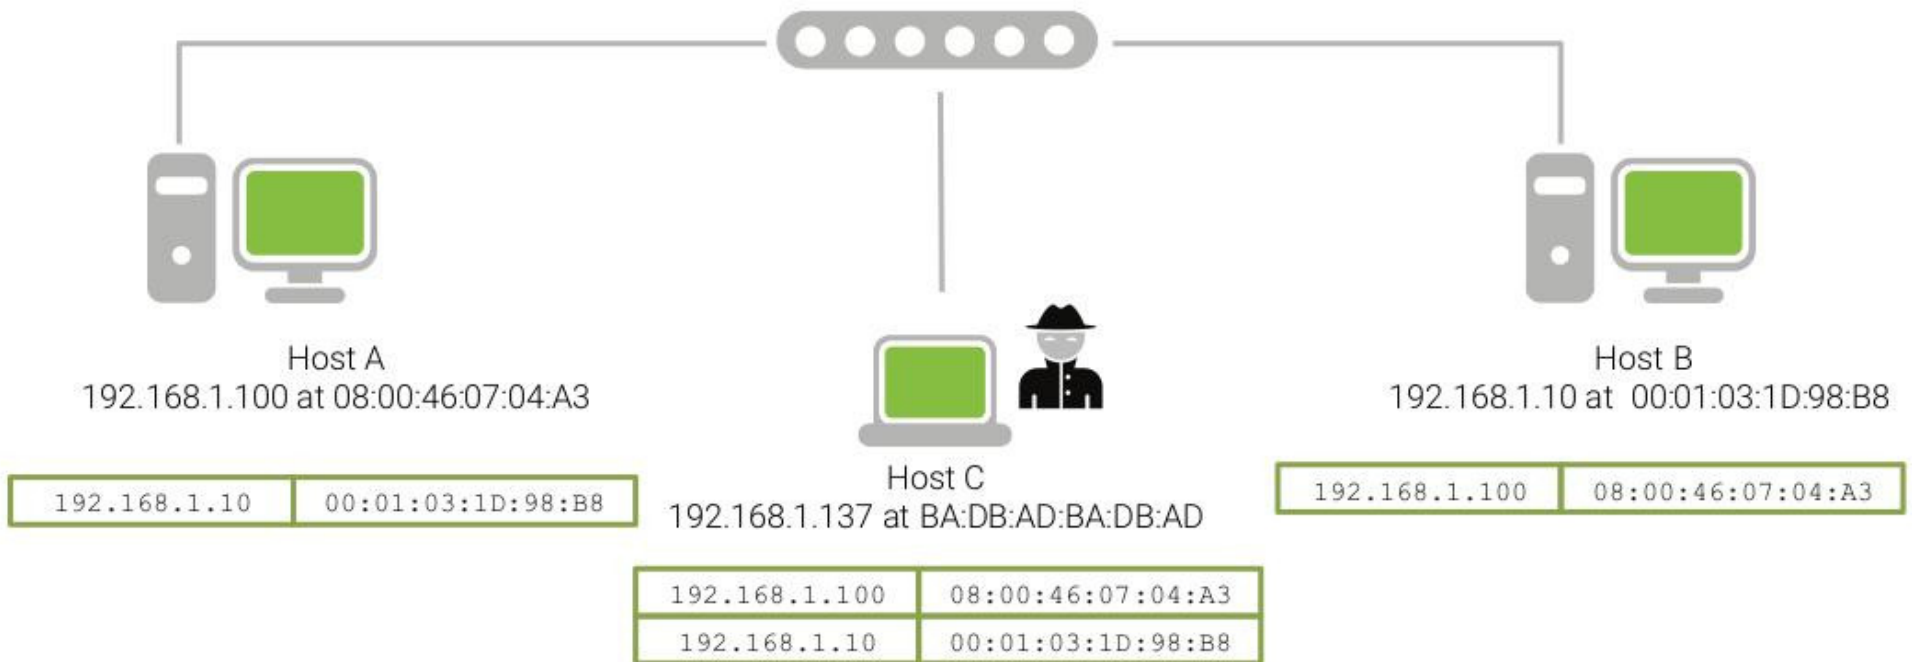 Host A
192.168.1.100 at 08:00:46:07:04:A3
192.168.1.10 00:01:03:1D:98:B8
Host C
192.168.1.137 at BA:DB:AD:BA:DB:AD
192.168.1.100 08:00:46:07:04:A3
192.168.1.10 00:01:03:1D:98:B8
Host B
192.168.1.10 at 00:01:03:1D:98:B8
192.168.1.100 08:00:46:07:04:A3